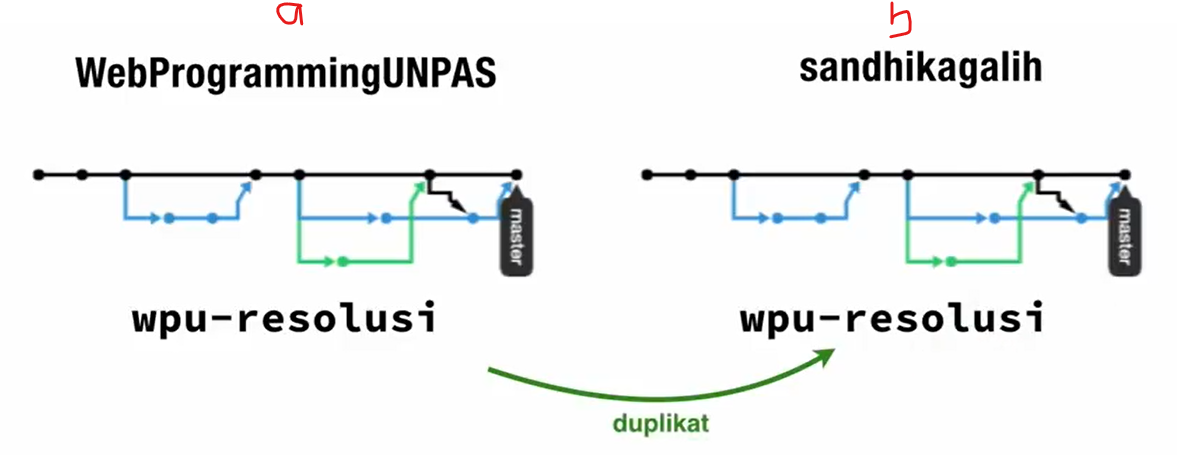 a
b
WebProgrammingUNPAS
sandhikagalih
master
master
wpu-resolusi
wpu-resolusi
duplikat